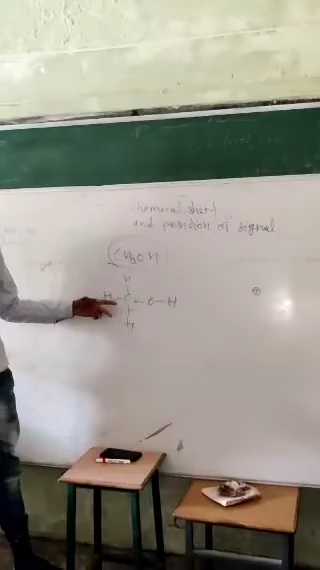 chemical shift
and position of signal
CH3OH
H
H-C-O-H
H